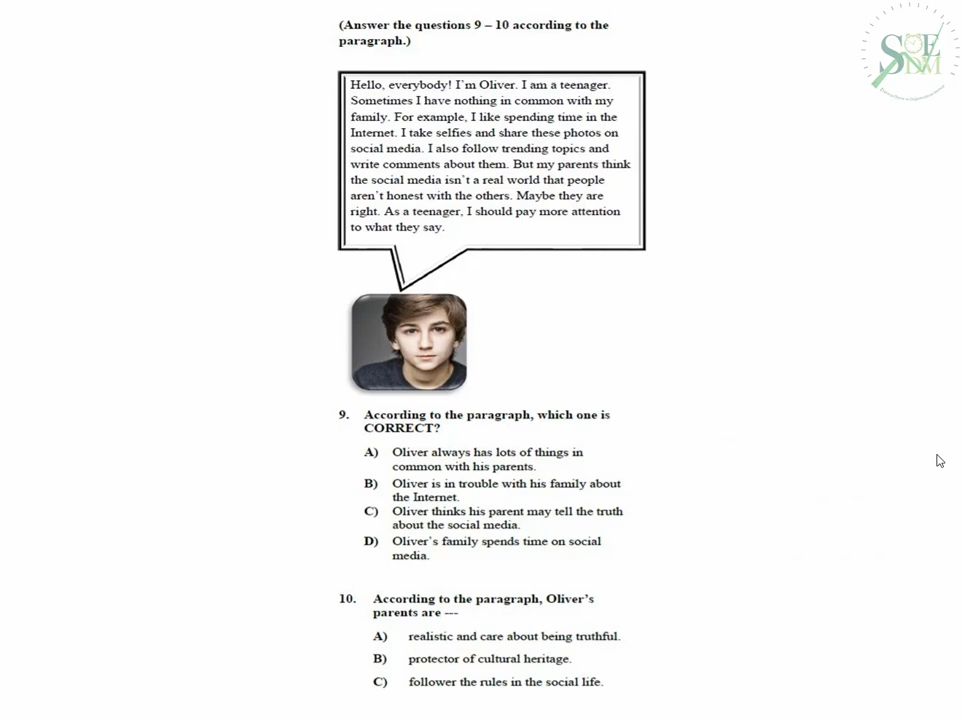 (Answer the questions 9 – 10 according to the
paragraph.)
S E
DM
Hello, everybody! I`m Oliver. I am a teenager.
Sometimes I have nothing in common with my
family. For example, I like spending time in the
Internet. I take selfies and share these photos on
social media. I also follow trending topics and
write comments about them. But my parents think
the social media isn`t a real world that people
aren`t honest with the others. Maybe they are
right. As a teenager, I should pay more attention
to what they say.
9. According to the paragraph, which one is
CORRECT?
A) Oliver always has lots of things in
common with his parents.
B) Oliver is in trouble with his family about
the Internet.
C) Oliver thinks his parent may tell the truth
about the social media.
D) Oliver`s family spends time on social
media.
10. According to the paragraph, Oliver`s
parents are ---
A) realistic and care about being truthful.
B) protector of cultural heritage.
C) follower the rules in the social life.